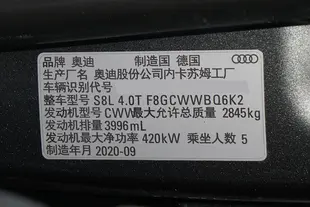 品牌 奥迪 制造国 德国
生产厂名 奥迪股份公司内卡苏姆工厂
车辆识别代号
整车型号 S8L 4.0T F8GCWWBQ6K2
发动机型号 CWW最大允许总质量 2845kg
发动机排量 3996mL
发动机最大净功率 420kW 乘坐人数 5
制造年月 2020-09